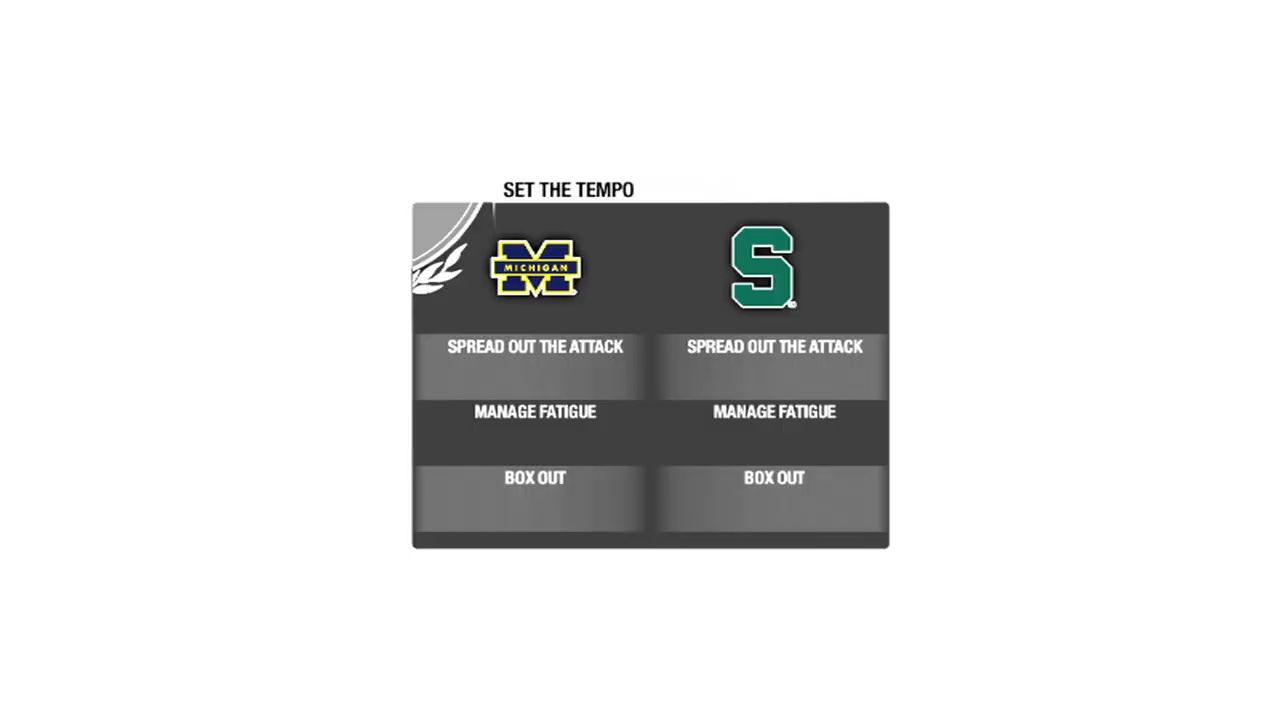 SET THE TEMPO
MICHIGAN
S
SPREAD OUT THE ATTACK SPREAD OUT THE ATTACK
MANAGE FATIGUE MANAGE FATIGUE
BOX OUT BOX OUT